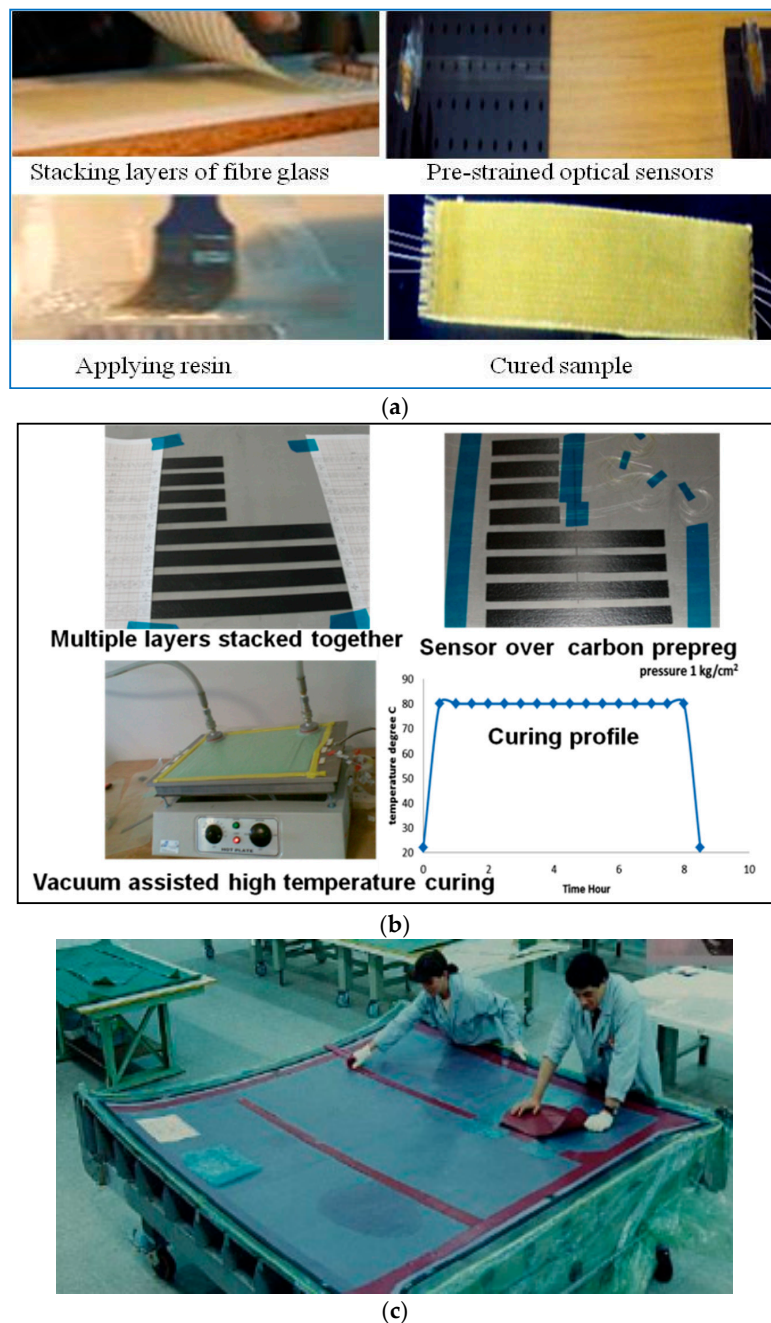 Stacking layers of fibre glass
Pre-strained optical sensors
Applying resin
Cured sample
(a)
Multiple layers stacked together
Sensor over carbon prepreg
pressure 1 kg/cm²
90
80
70
60
50
40
30
20
temperature degree C
Curing profile
0
2
4
6
8
10
Time Hour
HOT PLATE
Vacuum assisted high temperature curing
(b)
(c)